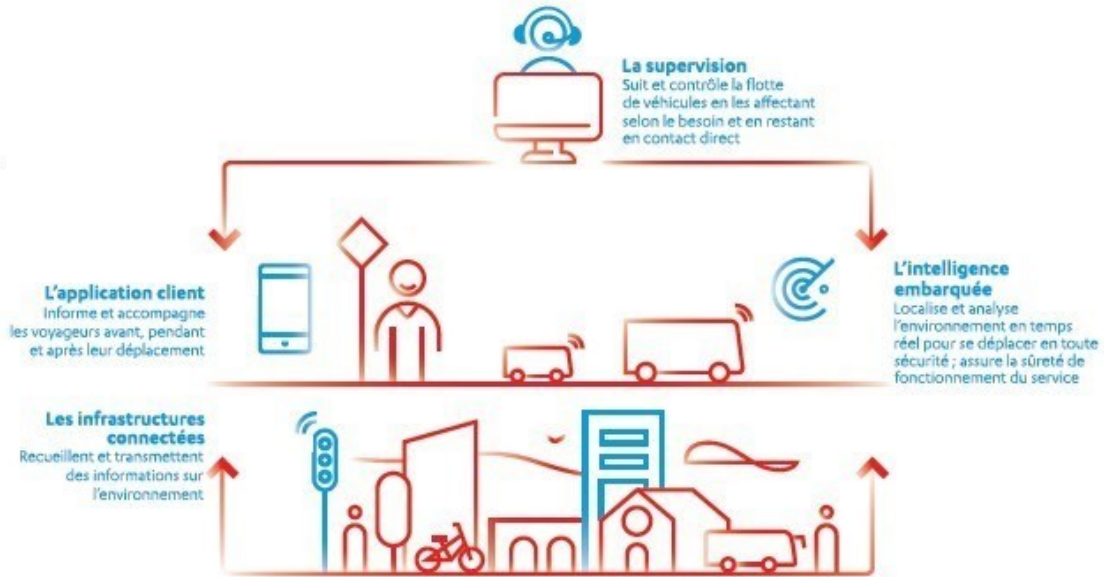 La supervision
Suit et contrôle la flotte
de véhicules en les affectant
selon le besoin et en restant
en contact direct
L'application client
Informe et accompagne
les voyageurs avant, pendant
et après leur déplacement
L'intelligence
embarquée
Localise et analyse
l'environnement en temps
réel pour se déplacer en toute
sécurité ; assure la sûreté de
fonctionnement du service
Les infrastructures
connectées
Recueillent et transmettent
des informations sur
l'environnement